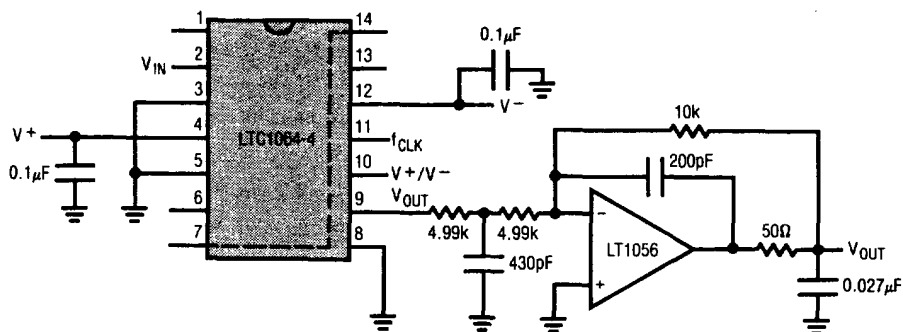 1
14
V_IN
2
13
0.1μF
3
12
V⁻
V⁺
4
LTC1064-4
11
f_CLK
10k
0.1μF
5
10
V⁺/V⁻
200pF
6
9
V_OUT
4.99k
4.99k
−
LT1056
+
50Ω
V_OUT
7
8
430pF
0.027μF